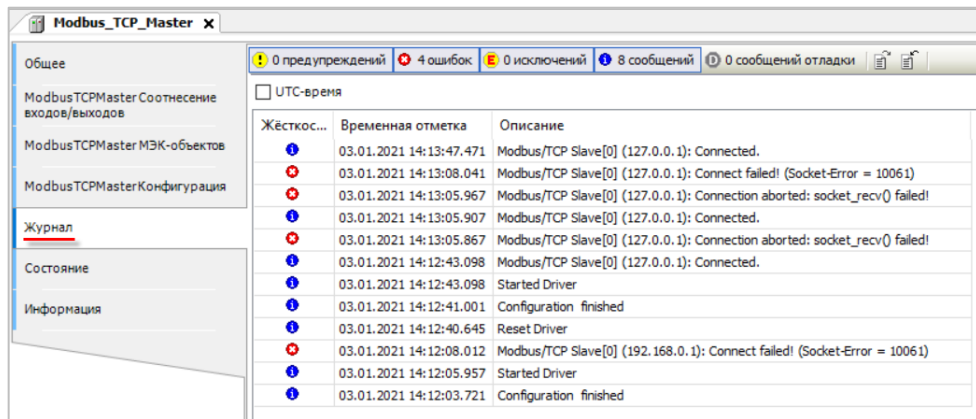 Modbus_TCP_Master X
Общее
ModbusTCPMaster Соотнесение
входов/выходов
ModbusTCPMaster МЭК-объектов
ModbusTCPMaster Конфигурация
Журнал
Состояние
Информация
! 0 предупреждений 4 ошибок E 0 исключений i 8 сообщений D 0 сообщений отладки
UTC-время
Жёсткос... Временная отметка Описание
03.01.2021 14:13:47.471 Modbus/TCP Slave[0] (127.0.0.1): Connected.
03.01.2021 14:13:08.041 Modbus/TCP Slave[0] (127.0.0.1): Connect failed! (Socket-Error = 10061)
03.01.2021 14:13:05.967 Modbus/TCP Slave[0] (127.0.0.1): Connection aborted: socket_recv() failed!
03.01.2021 14:13:05.907 Modbus/TCP Slave[0] (127.0.0.1): Connected.
03.01.2021 14:13:05.867 Modbus/TCP Slave[0] (127.0.0.1): Connection aborted: socket_recv() failed!
03.01.2021 14:12:43.098 Modbus/TCP Slave[0] (127.0.0.1): Connected.
03.01.2021 14:12:43.098 Started Driver
03.01.2021 14:12:41.001 Configuration finished
03.01.2021 14:12:40.645 Reset Driver
03.01.2021 14:12:08.012 Modbus/TCP Slave[0] (192.168.0.1): Connect failed! (Socket-Error = 10061)
03.01.2021 14:12:05.957 Started Driver
03.01.2021 14:12:03.721 Configuration finished